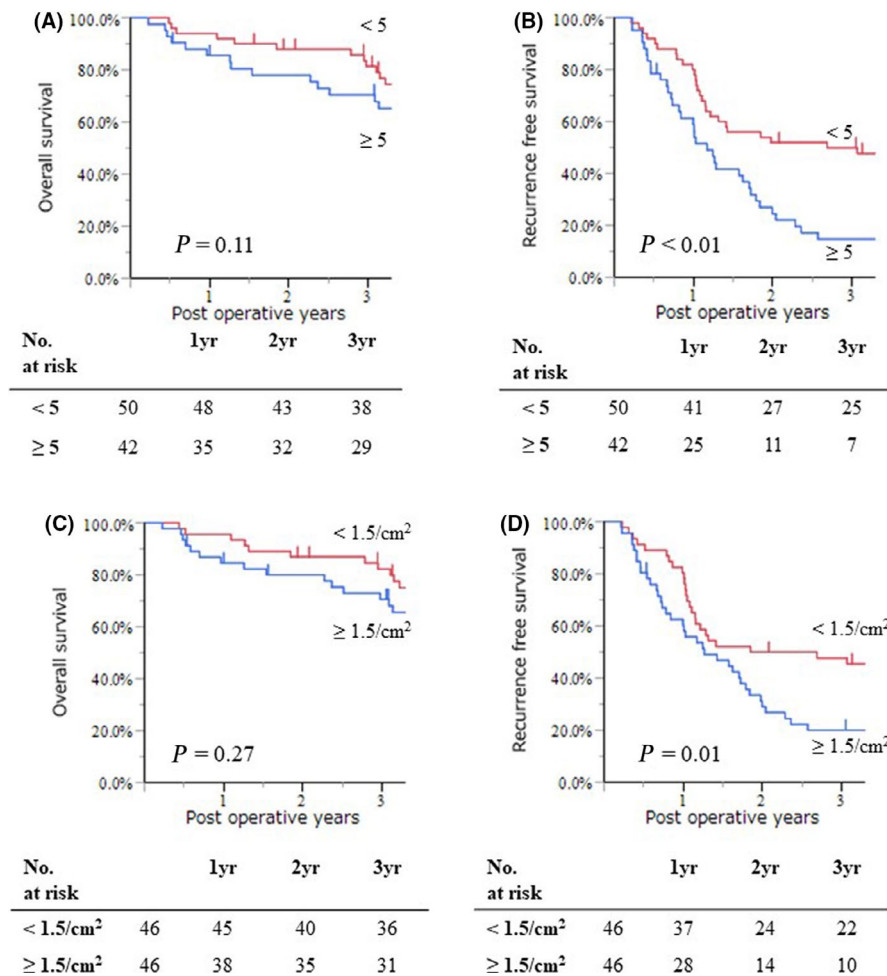 (A)
100.0%
80.0%
60.0%
40.0%
20.0%
0.0%
Overall survival
< 5
≥ 5
P = 0.11
1 2 3
Post operative years
No. at risk 1yr 2yr 3yr
< 5 50 48 43 38
≥ 5 42 35 32 29
(B)
100.0%
80.0%
60.0%
40.0%
20.0%
0.0%
Recurrence free survival
< 5
≥ 5
P < 0.01
1 2 3
Post operative years
No. at risk 1yr 2yr 3yr
< 5 50 41 27 25
≥ 5 42 25 11 7
(C)
100.0%
80.0%
60.0%
40.0%
20.0%
0.0%
Overall survival
< 1.5/cm²
≥ 1.5/cm²
P = 0.27
1 2 3
Post operative years
No. at risk 1yr 2yr 3yr
< 1.5/cm² 46 45 40 36
≥ 1.5/cm² 46 38 35 31
(D)
100.0%
80.0%
60.0%
40.0%
20.0%
0.0%
Recurrence free survival
< 1.5/cm²
≥ 1.5/cm²
P = 0.01
1 2 3
Post operative years
No. at risk 1yr 2yr 3yr
< 1.5/cm² 46 37 24 22
≥ 1.5/cm² 46 28 14 10